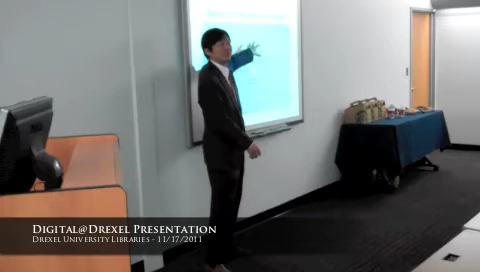 Digital@Drexel Presentation
Drexel University Libraries - 11/17/2011